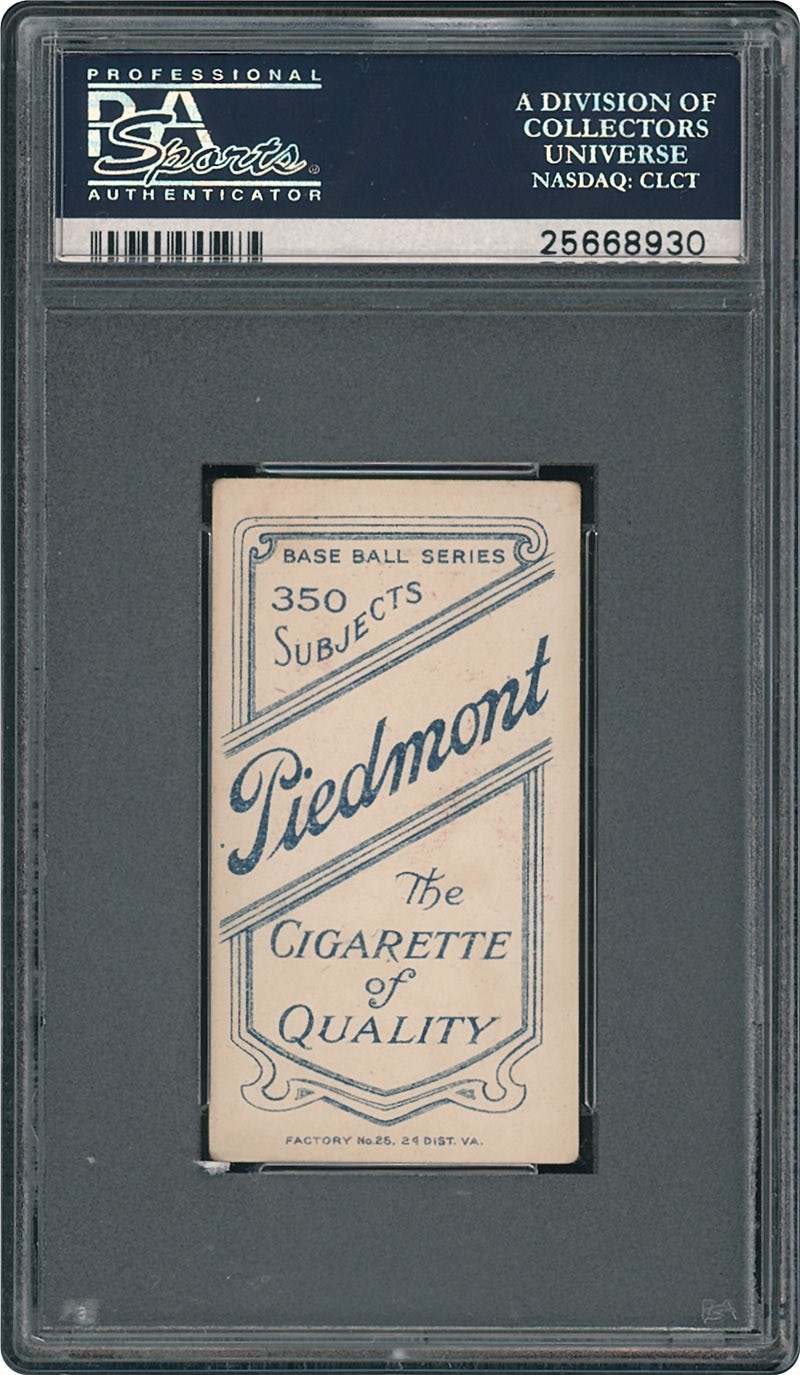 PROFESSIONAL
PSA
Sports
AUTHENTICATOR
A DIVISION OF
COLLECTORS
UNIVERSE
NASDAQ: CLCT
25668930
BASE BALL SERIES
350
SUBJECTS
Piedmont
The
CIGARETTE
of
QUALITY
FACTORY No. 25, 2d DIST. VA.
PSA